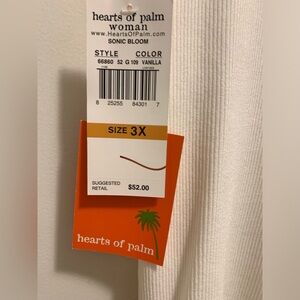 hearts of palm
woman
www.HeartsOfPalm.com
SONIC BLOOM
STYLE COLOR
66860 52 G 109 VANILLA
8 25255 84301 7
SIZE 3X
SUGGESTED
RETAIL $52.00
hearts of palm